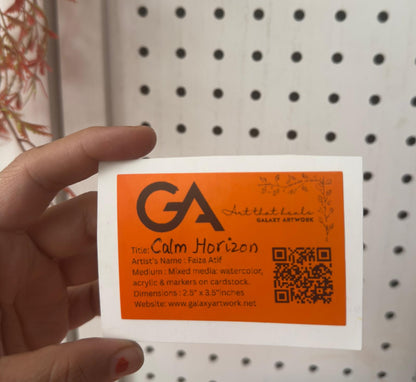 GA
Art that heals
GALAXY ARTWORK
Title: Calm Horizon
Artist's Name : Faiza Atif
Medium : Mixed media: watercolor,
acrylic & markers on cardstock.
Dimensions : 2.5" x 3.5"inches
Website: www.galaxyartwork.net